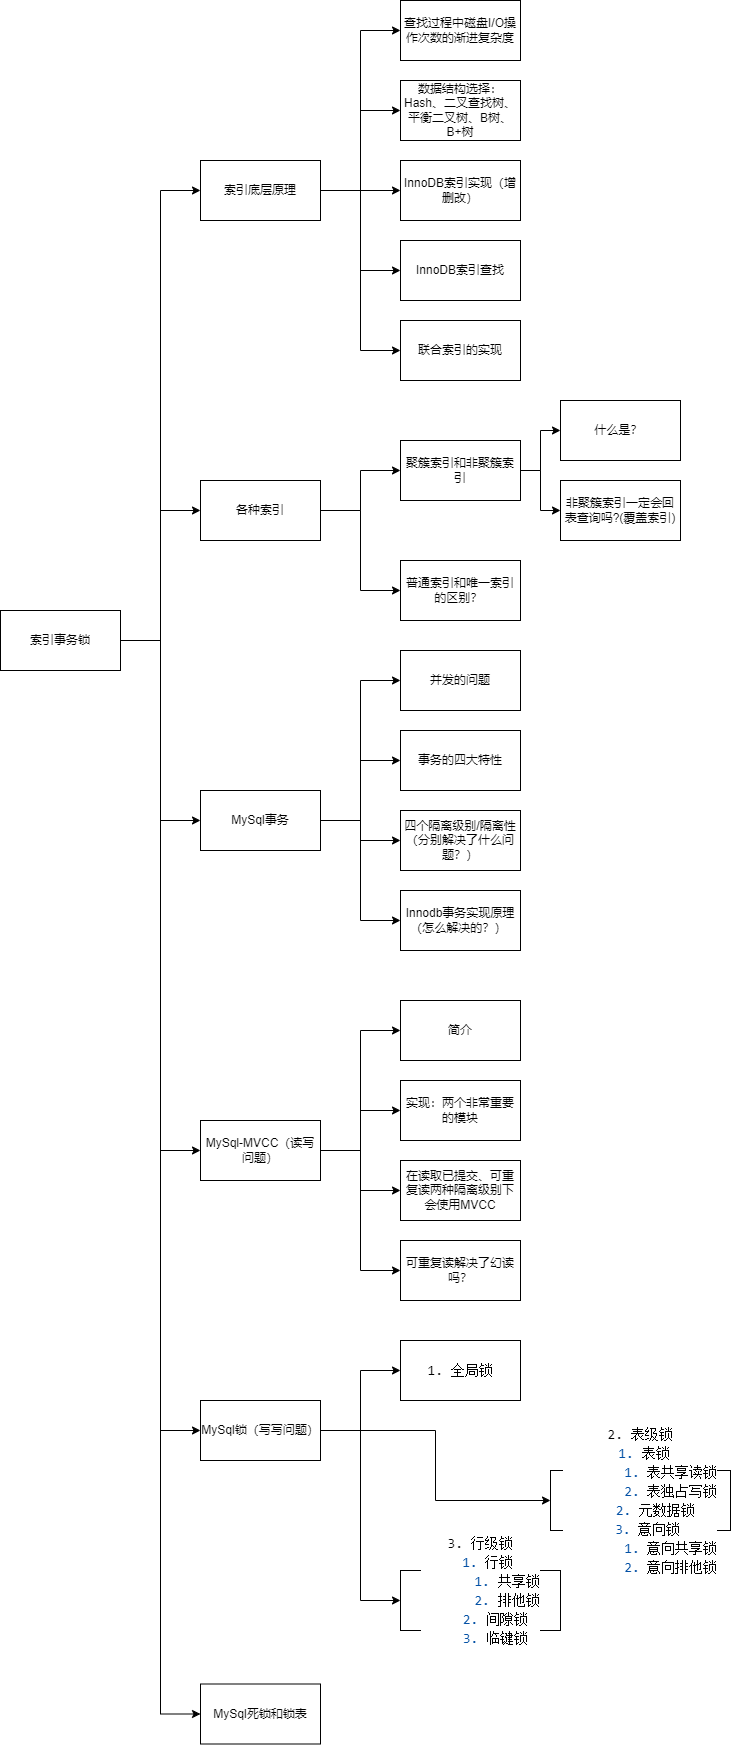 查找过程中磁盘I/O操
作次数的渐进复杂度
数据结构选择：
Hash、二叉查找树、
平衡二叉树、B树、
B+树
索引底层原理
InnoDB索引实现（增
删改）
InnoDB索引查找
联合索引的实现
什么是？
聚簇索引和非聚簇索
引
各种索引
非聚簇索引一定会回
表查询吗?(覆盖索引)
普通索引和唯一索引
的区别？
索引事务锁
并发的问题
事务的四大特性
MySql事务
四个隔离级别/隔离性
（分别解决了什么问
题？）
Innodb事务实现原理
（怎么解决的？）
简介
实现：两个非常重要
的模块
MySql-MVCC（读写
问题）
在读取已提交、可重
复读两种隔离级别下
会使用MVCC
可重复读解决了幻读
吗？
1. 全局锁
MySql锁（写写问题）
2. 表级锁
1. 表锁
1. 表共享读锁
2. 表独占写锁
2. 元数据锁
3. 意向锁
1. 意向共享锁
2. 意向排他锁
3. 行级锁
1. 行锁
1. 共享锁
2. 排他锁
2. 间隙锁
3. 临键锁
MySql死锁和锁表